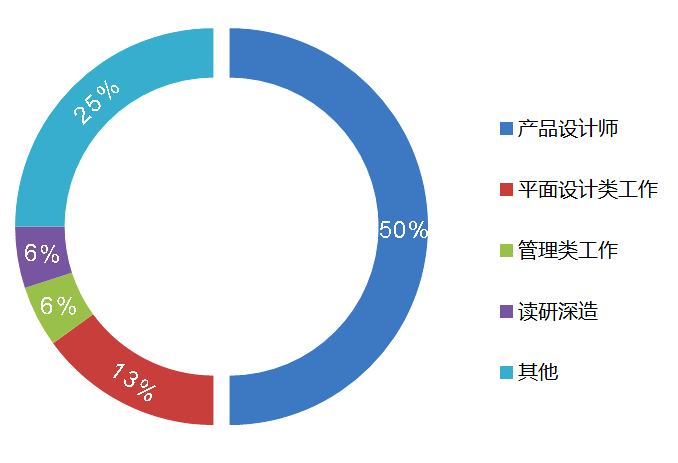 25%
50%
6%
6%
13%
产品设计师
平面设计类工作
管理类工作
读研深造
其他